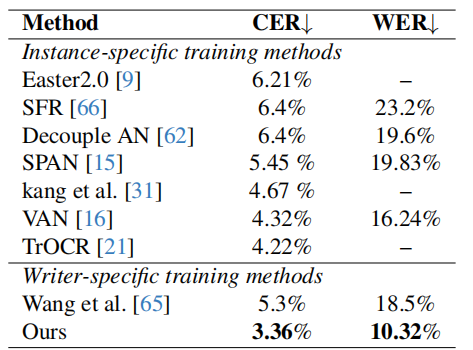 Method CER↓ WER↓
Instance-specific training methods
Easter2.0 [9] 6.21% –
SFR [66] 6.4% 23.2%
Decouple AN [62] 6.4% 19.6%
SPAN [15] 5.45 % 19.83%
kang et al. [31] 4.67 % –
VAN [16] 4.32% 16.24%
TrOCR [21] 4.22% –
Writer-specific training methods
Wang et al. [65] 5.3% 18.5%
Ours 3.36% 10.32%